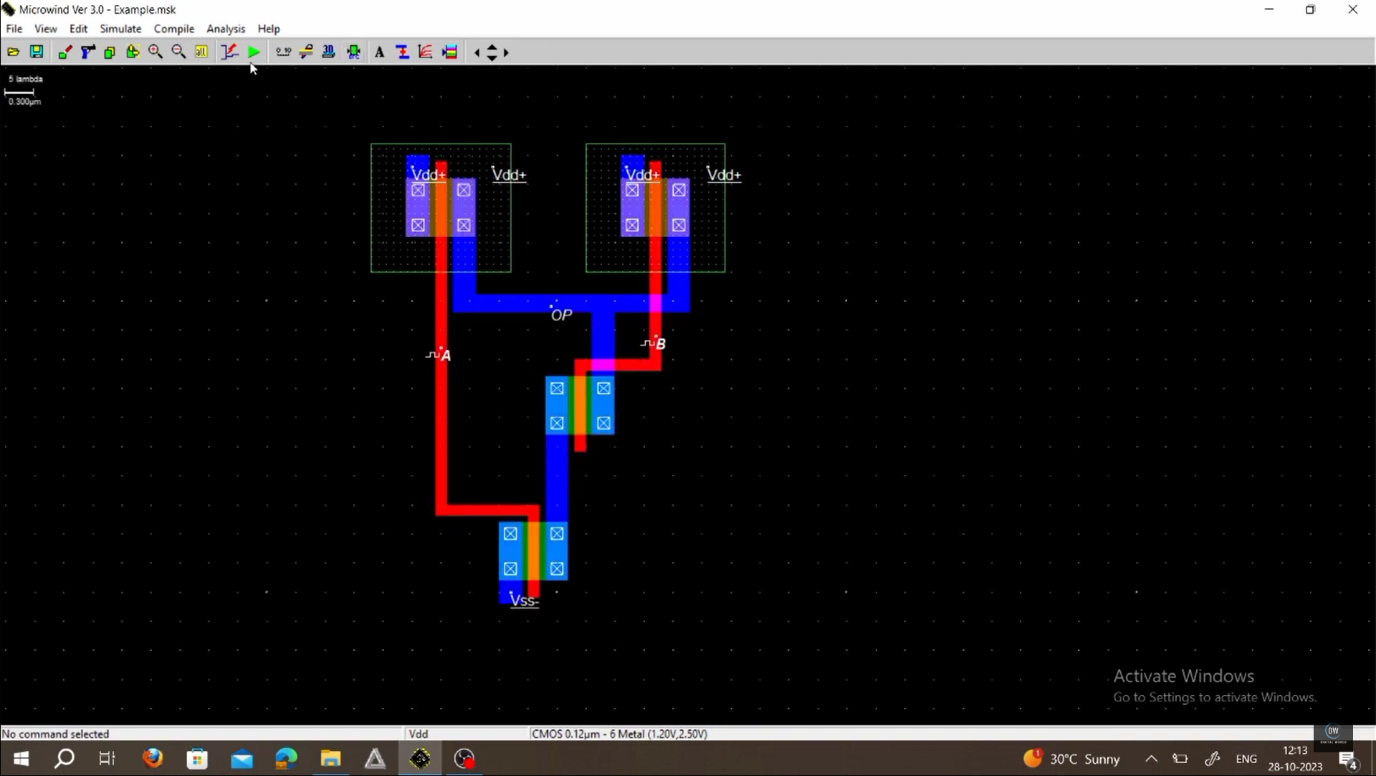 Microwind Ver 3.0 - Example.msk
File View Edit Simulate Compile Analysis Help
5 lambda
0.300µm
Vdd+ Vdd+ Vdd+ Vdd+
OP
A B
Vss-
Activate Windows
Go to Settings to activate Windows.
No command selected Vdd CMOS 0.12µm - 6 Metal (1.20V,2.50V)
DW
30°C Sunny ENG 12:13
28-10-2023 4